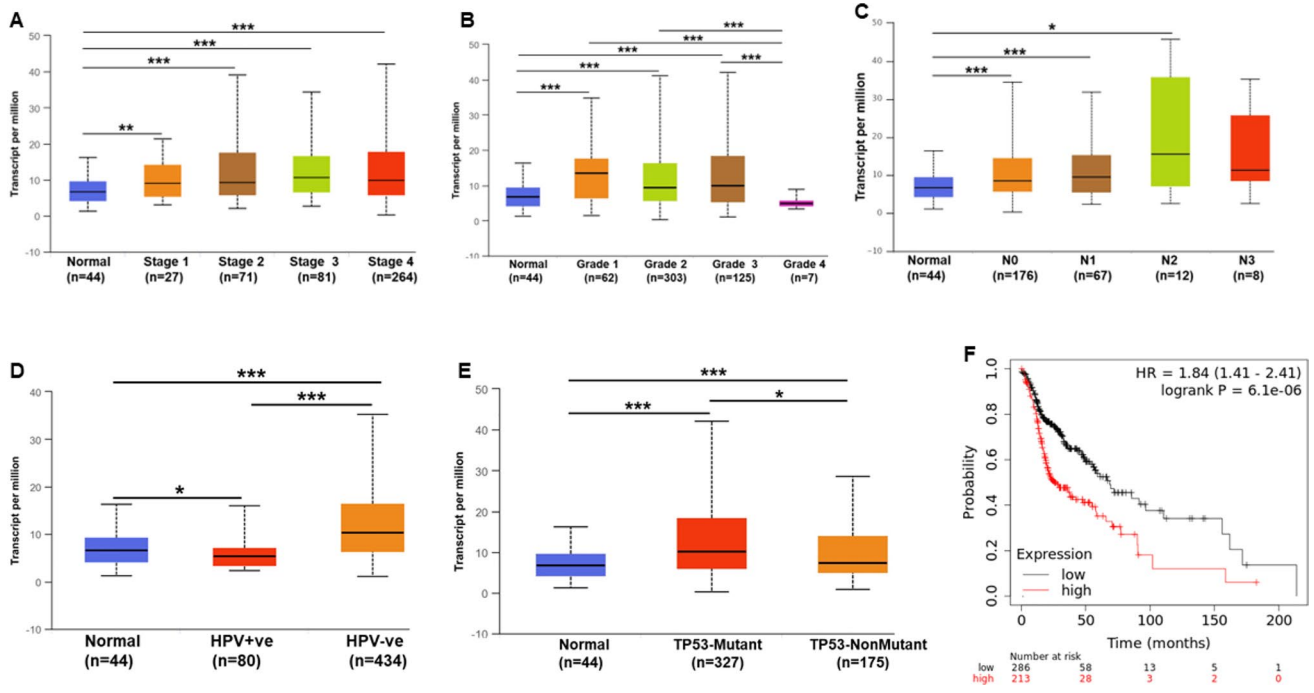 A
***
***
***
**
Transcript per million
50
40
30
20
10
0
-10
Normal Stage 1 Stage 2 Stage 3 Stage 4
(n=44) (n=27) (n=71) (n=81) (n=264)
B
***
***
***
***
***
***
Transcript per million
50
40
30
20
10
0
-10
Normal Grade 1 Grade 2 Grade 3 Grade 4
(n=44) (n=62) (n=303) (n=125) (n=7)
C
*
***
***
Transcript per million
50
40
30
20
10
0
-10
Normal N0 N1 N2 N3
(n=44) (n=176) (n=67) (n=12) (n=8)
D
***
***
*
Transcript per million
40
30
20
10
0
-10
Normal HPV+ve HPV-ve
(n=44) (n=80) (n=434)
E
***
***
*
Transcript per million
50
40
30
20
10
0
-10
Normal TP53-Mutant TP53-NonMutant
(n=44) (n=327) (n=175)
F
HR = 1.84 (1.41 - 2.41)
logrank P = 6.1e-06
Probability
1.0
0.8
0.6
0.4
0.2
0.0
Expression
low
high
0 50 100 150 200
Time (months)
Number at risk
low 286 58 13 5 1
high 213 28 3 2 0